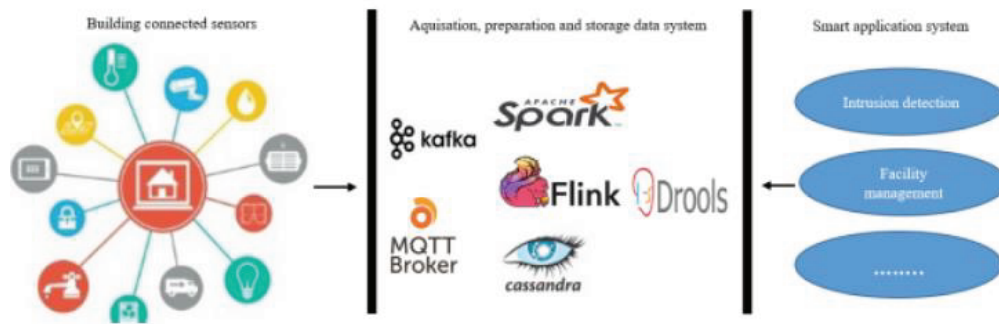 Building connected sensors
Aquisation, preparation and storage data system
Smart application system
APACHE
Spark
kafka
Flink
Drools
MQTT
Broker
cassandra
Intrusion detection
Facility
management
........